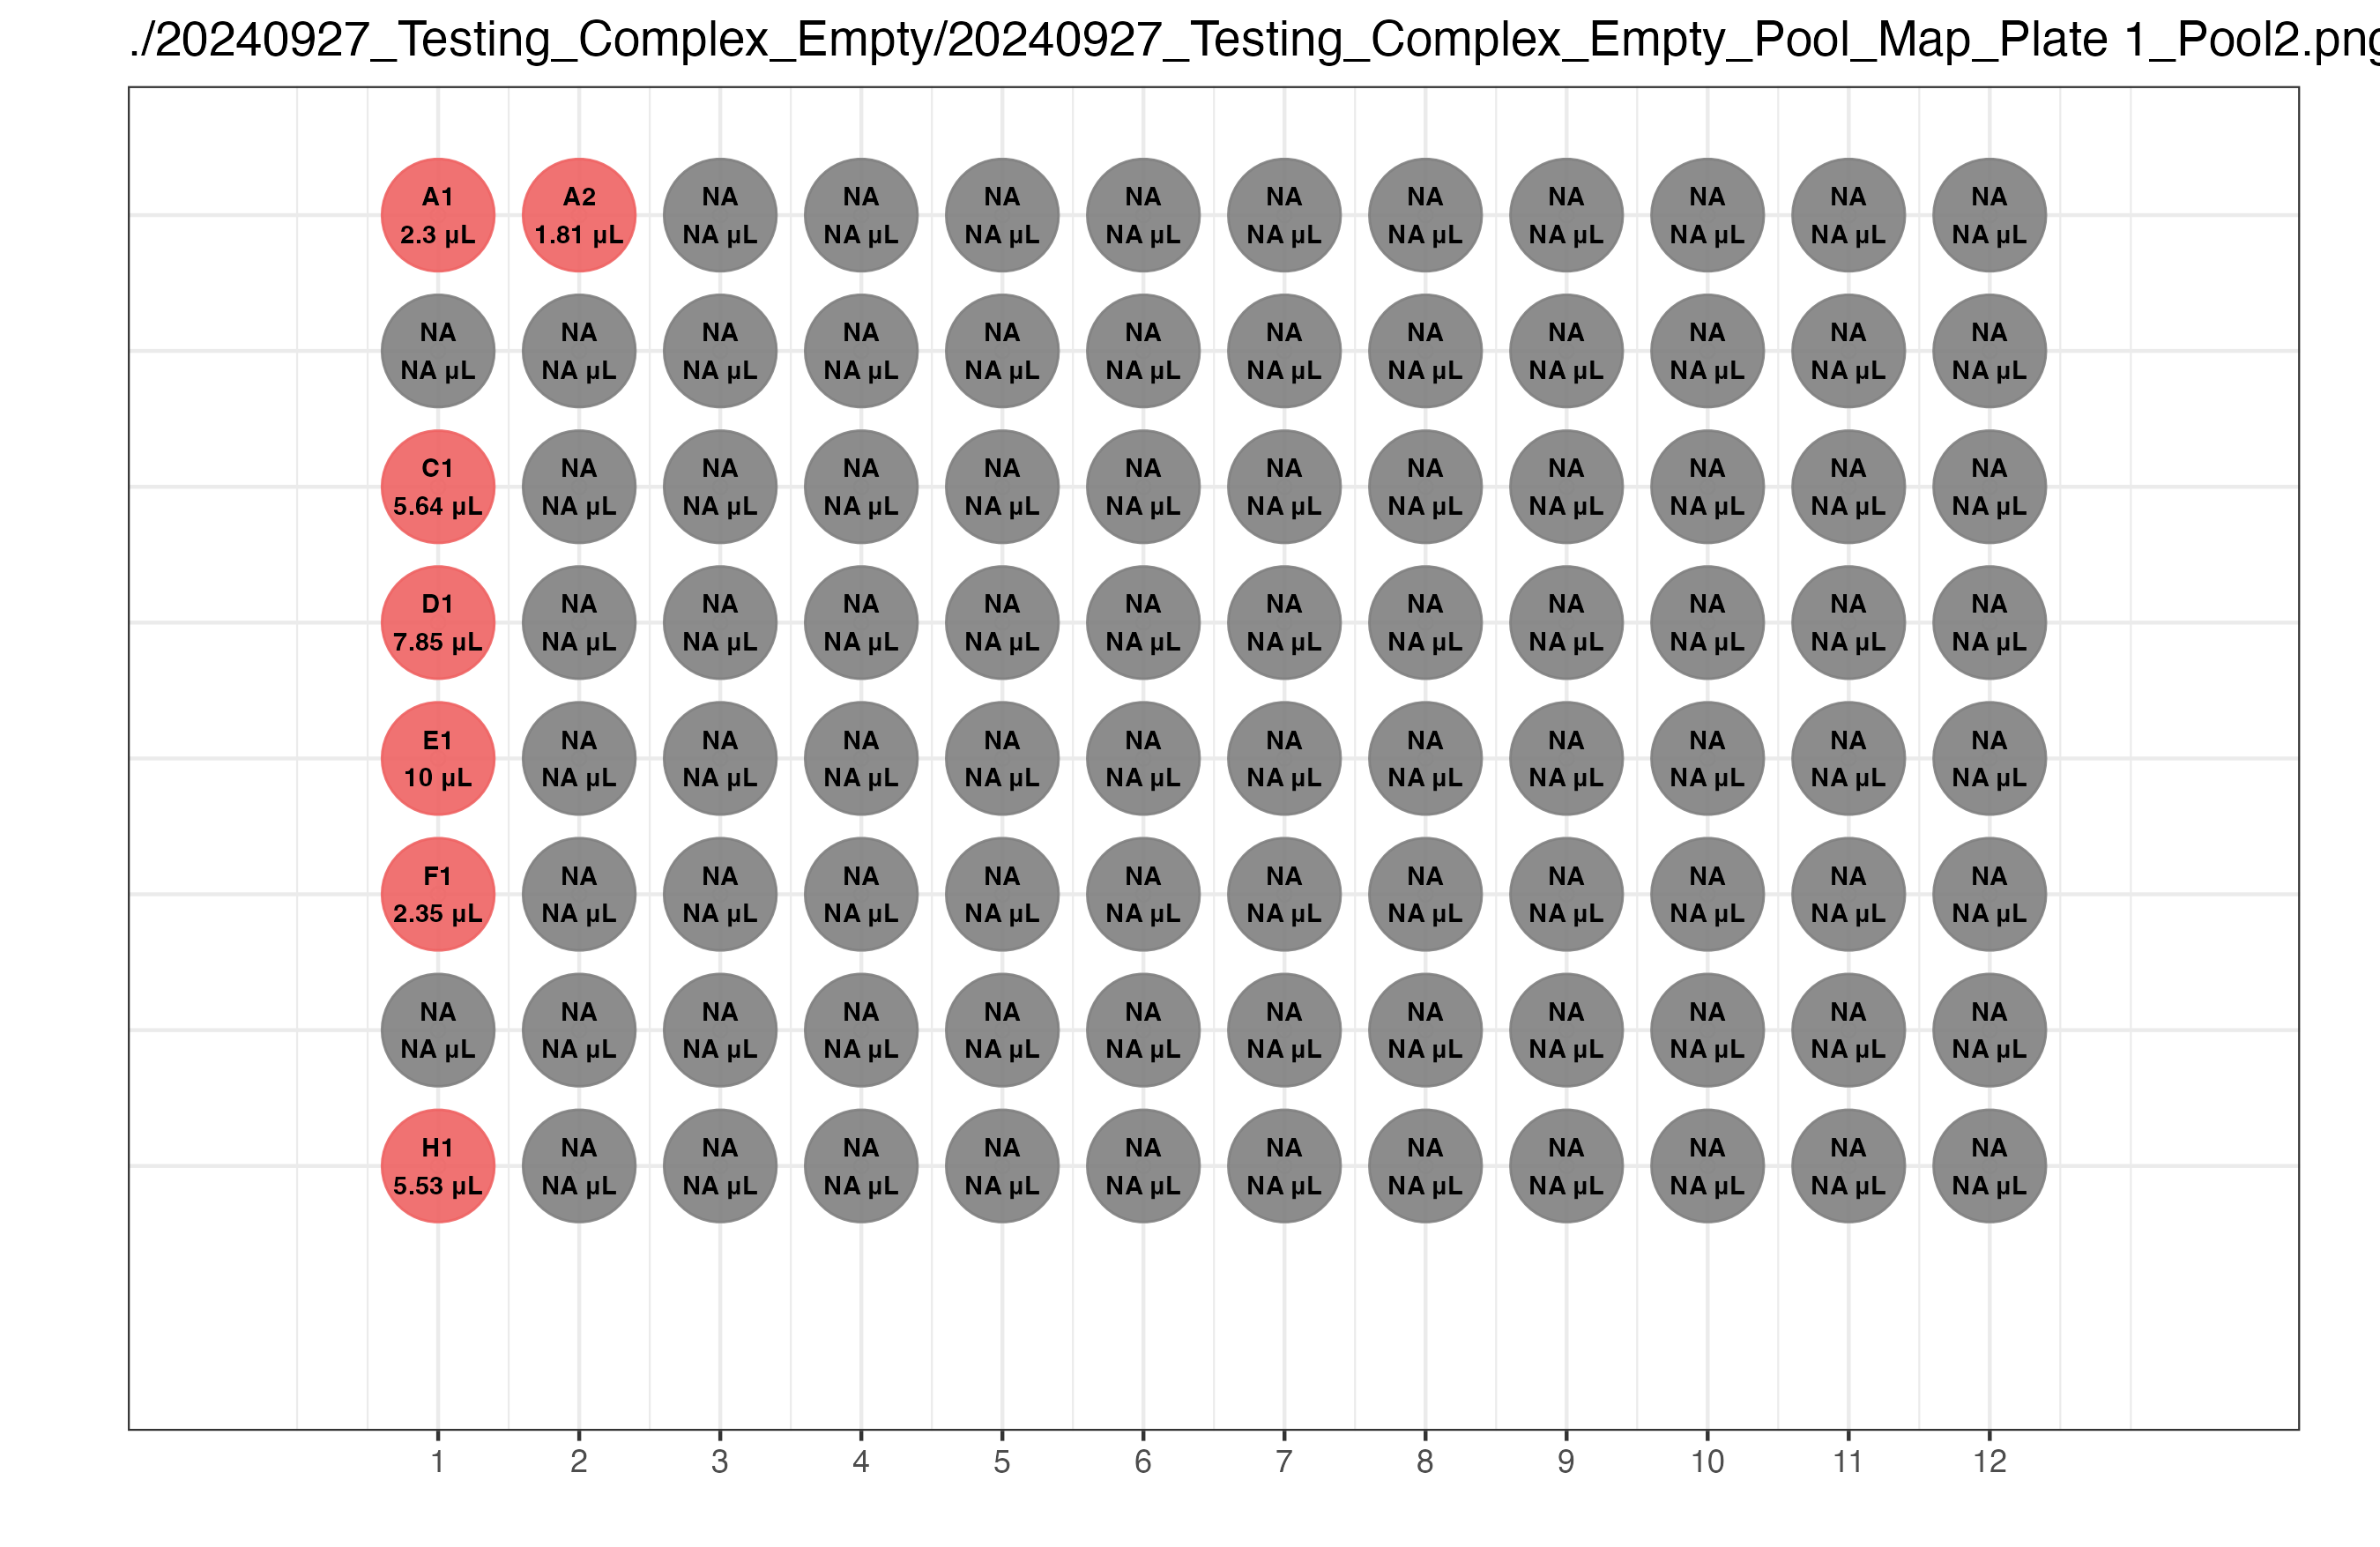 ./20240927_Testing_Complex_Empty/20240927_Testing_Complex_Empty_Pool_Map_Plate 1_Pool2.png
A1 A2 NA NA NA NA NA NA NA NA NA NA
2.3 µL 1.81 µL NA µL NA µL NA µL NA µL NA µL NA µL NA µL NA µL NA µL NA µL
NA NA NA NA NA NA NA NA NA NA NA NA
NA µL NA µL NA µL NA µL NA µL NA µL NA µL NA µL NA µL NA µL NA µL NA µL
C1 NA NA NA NA NA NA NA NA NA NA NA
5.64 µL NA µL NA µL NA µL NA µL NA µL NA µL NA µL NA µL NA µL NA µL NA µL
D1 NA NA NA NA NA NA NA NA NA NA NA
7.85 µL NA µL NA µL NA µL NA µL NA µL NA µL NA µL NA µL NA µL NA µL NA µL
E1 NA NA NA NA NA NA NA NA NA NA NA
10 µL NA µL NA µL NA µL NA µL NA µL NA µL NA µL NA µL NA µL NA µL NA µL
F1 NA NA NA NA NA NA NA NA NA NA NA
2.35 µL NA µL NA µL NA µL NA µL NA µL NA µL NA µL NA µL NA µL NA µL NA µL
NA NA NA NA NA NA NA NA NA NA NA NA
NA µL NA µL NA µL NA µL NA µL NA µL NA µL NA µL NA µL NA µL NA µL NA µL
H1 NA NA NA NA NA NA NA NA NA NA NA
5.53 µL NA µL NA µL NA µL NA µL NA µL NA µL NA µL NA µL NA µL NA µL NA µL
1 2 3 4 5 6 7 8 9 10 11 12